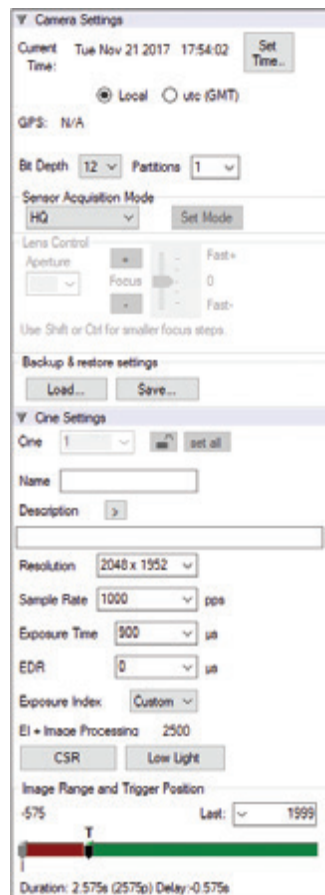 Camera Settings
Current Time: Tue Nov 21 2017 17:54:02 Set Time..
Local utc (GMT)
GPS: N/A
Bit Depth 12 Partitions 1
Sensor Acquisition Mode
HQ Set Mode
Lens Control
Aperture + Fast+
Focus 0
- Fast-
Use Shift or Ctrl for smaller focus steps.
Backup & restore settings
Load... Save...
Cine Settings
Cine 1 set all
Name
Description >
Resolution 2048 x 1952
Sample Rate 1000 pps
Exposure Time 900 µs
EDR 0 µs
Exposure Index Custom
EI + Image Processing 2500
CSR Low Light
Image Range and Trigger Position
-575 Last: 1999
T
Duration: 2.575s (2575p) Delay:-0.575s